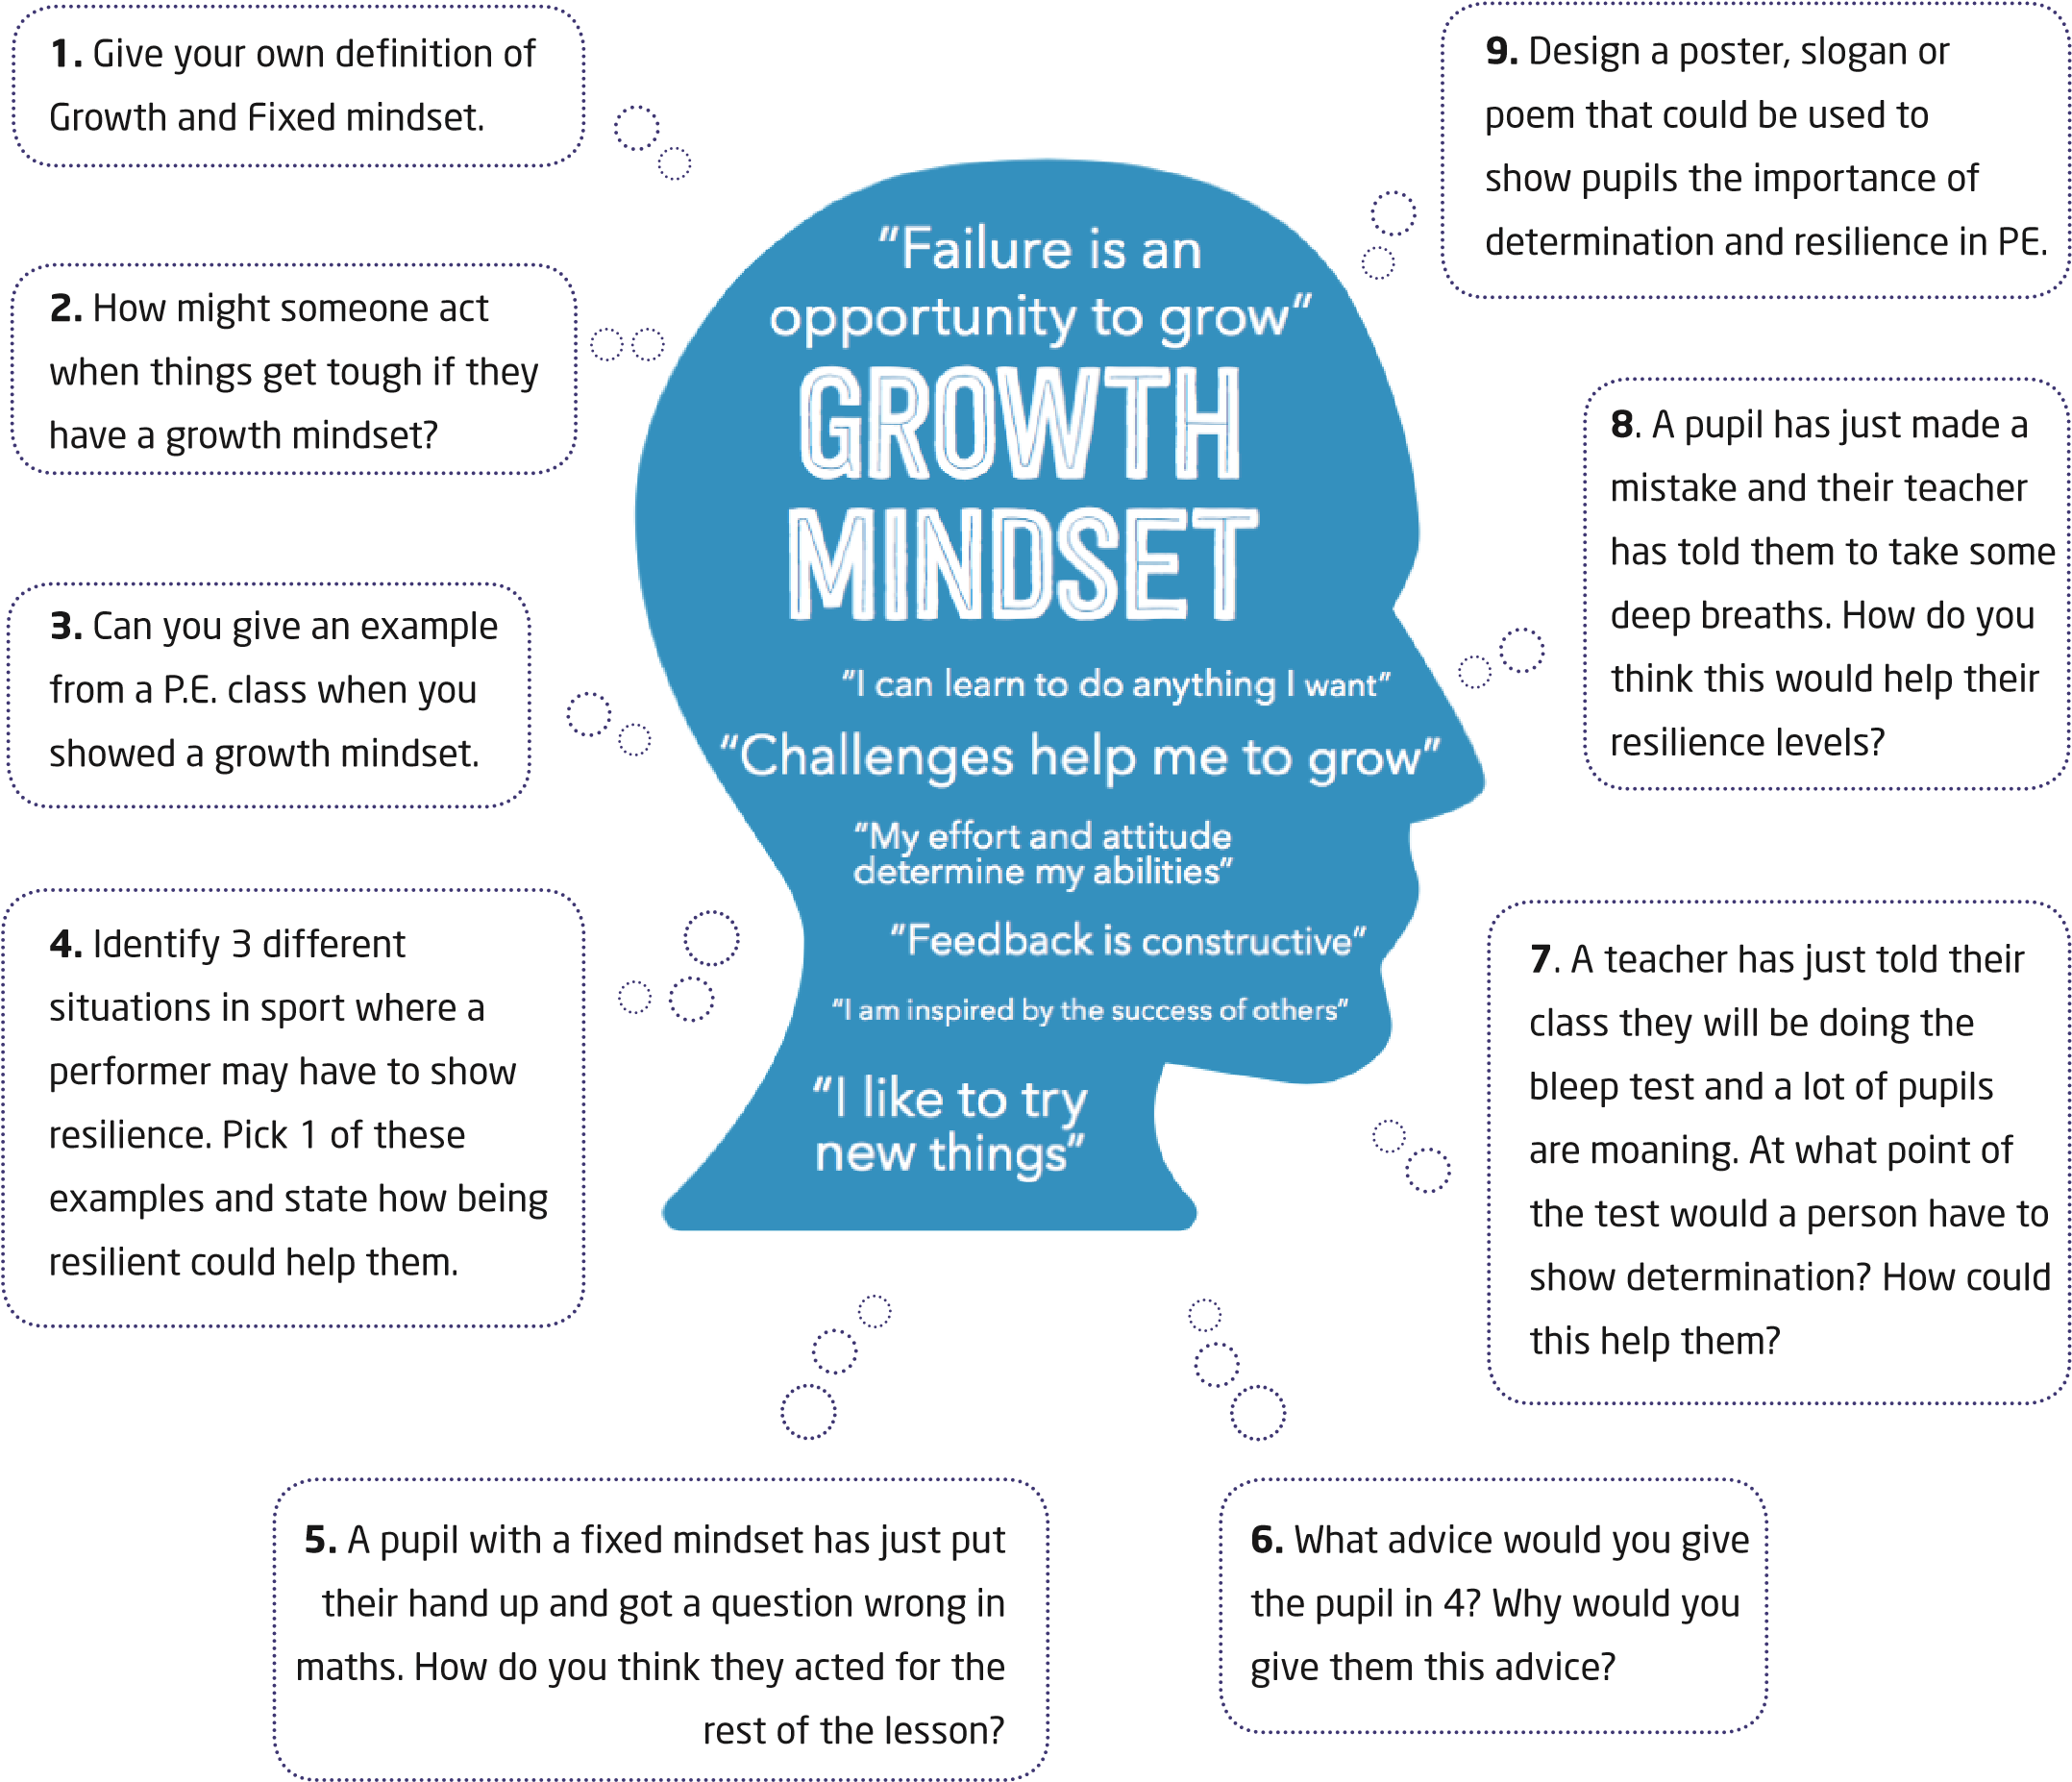 1. Give your own definition of
Growth and Fixed mindset.
2. How might someone act
when things get tough if they
have a growth mindset?
3. Can you give an example
from a P.E. class when you
showed a growth mindset.
4. Identify 3 different
situations in sport where a
performer may have to show
resilience. Pick 1 of these
examples and state how being
resilient could help them.
5. A pupil with a fixed mindset has just put
their hand up and got a question wrong in
maths. How do you think they acted for the
rest of the lesson?
6. What advice would you give
the pupil in 4? Why would you
give them this advice?
7. A teacher has just told their
class they will be doing the
bleep test and a lot of pupils
are moaning. At what point of
the test would a person have to
show determination? How could
this help them?
8. A pupil has just made a
mistake and their teacher
has told them to take some
deep breaths. How do you
think this would help their
resilience levels?
9. Design a poster, slogan or
poem that could be used to
show pupils the importance of
determination and resilience in PE.
"Failure is an
opportunity to grow"
GROWTH
MINDSET
"I can learn to do anything I want"
"Challenges help me to grow"
"My effort and attitude
determine my abilities"
"Feedback is constructive"
"I am inspired by the success of others"
"I like to try
new things"